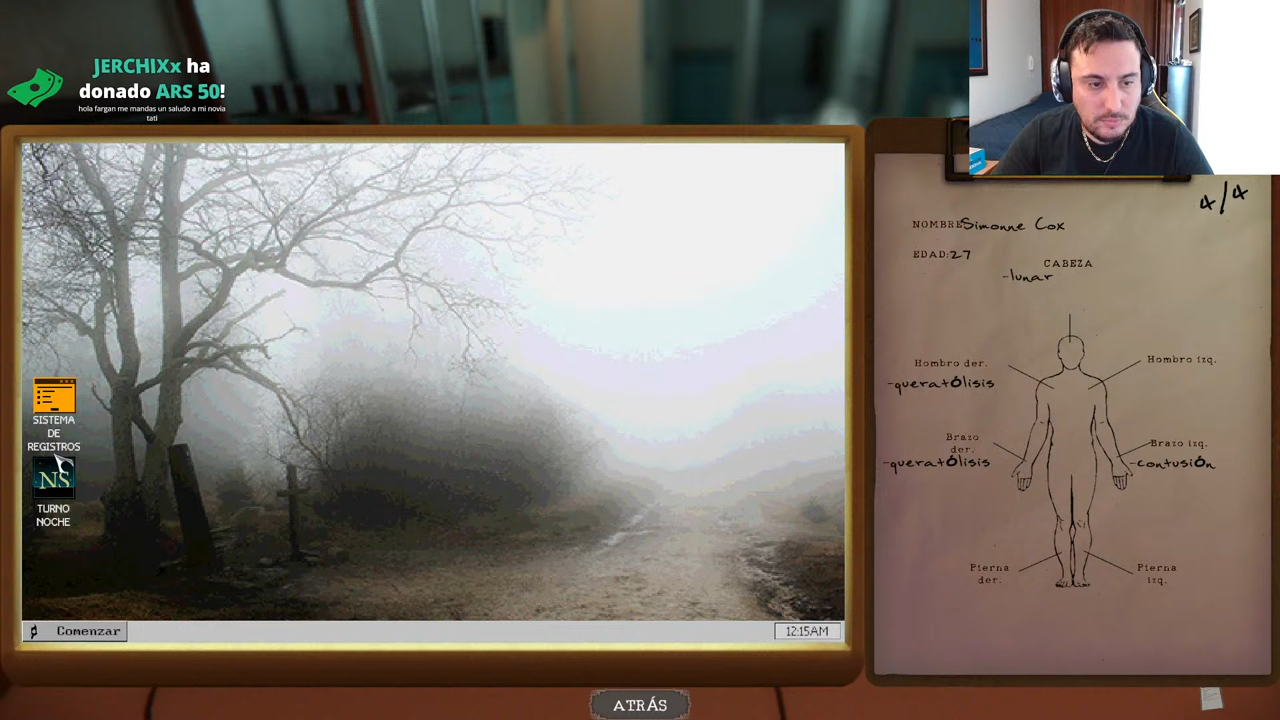 JERCHIXx ha
donado ARS 50!
hola fargan me mandas un saludo a mi novia
tati
4/4
NOMBRE Simonne Cox
EDAD: 27
CABEZA
-lunar
Hombro der.
-queratólisis
Hombro izq.
Brazo
der.
-queratólisis
Brazo izq.
-contusión
Pierna
der.
Pierna
izq.
SISTEMA
DE
REGISTROS
NS
TURNO
NOCHE
Comenzar
12:15AM
ATRÁS